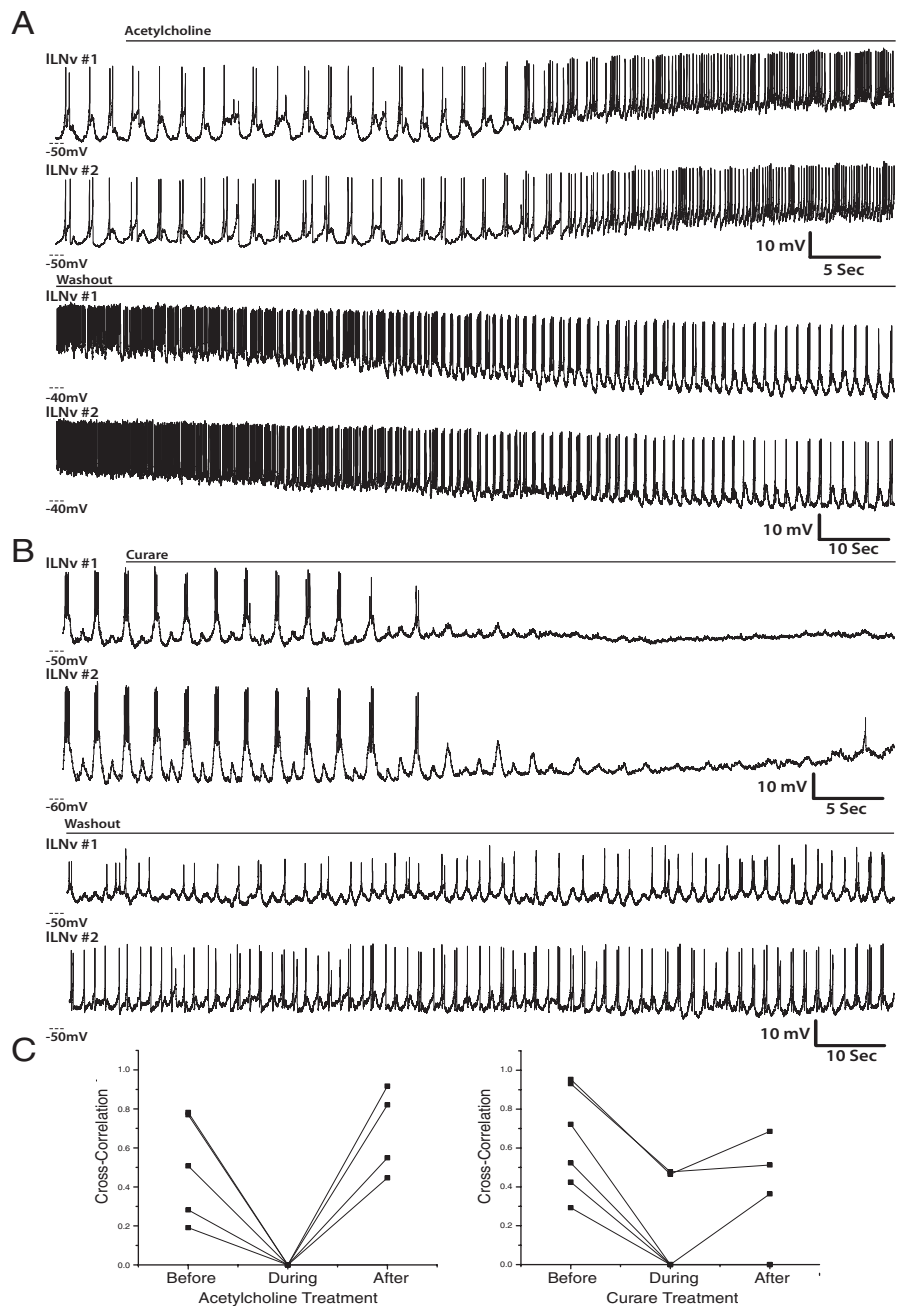 A
Acetylcholine
lLNv #1
-50mV
lLNv #2
-50mV
10 mV
5 Sec
Washout
lLNv #1
-40mV
lLNv #2
-40mV
10 mV
10 Sec
B
Curare
lLNv #1
-50mV
lLNv #2
-60mV
10 mV
5 Sec
Washout
lLNv #1
-50mV
lLNv #2
-50mV
10 mV
10 Sec
C
Cross-Correlation
1.0
0.8
0.6
0.4
0.2
0.0
Before During After
Acetylcholine Treatment
Cross-Correlation
1.0
0.8
0.6
0.4
0.2
0.0
Before During After
Curare Treatment